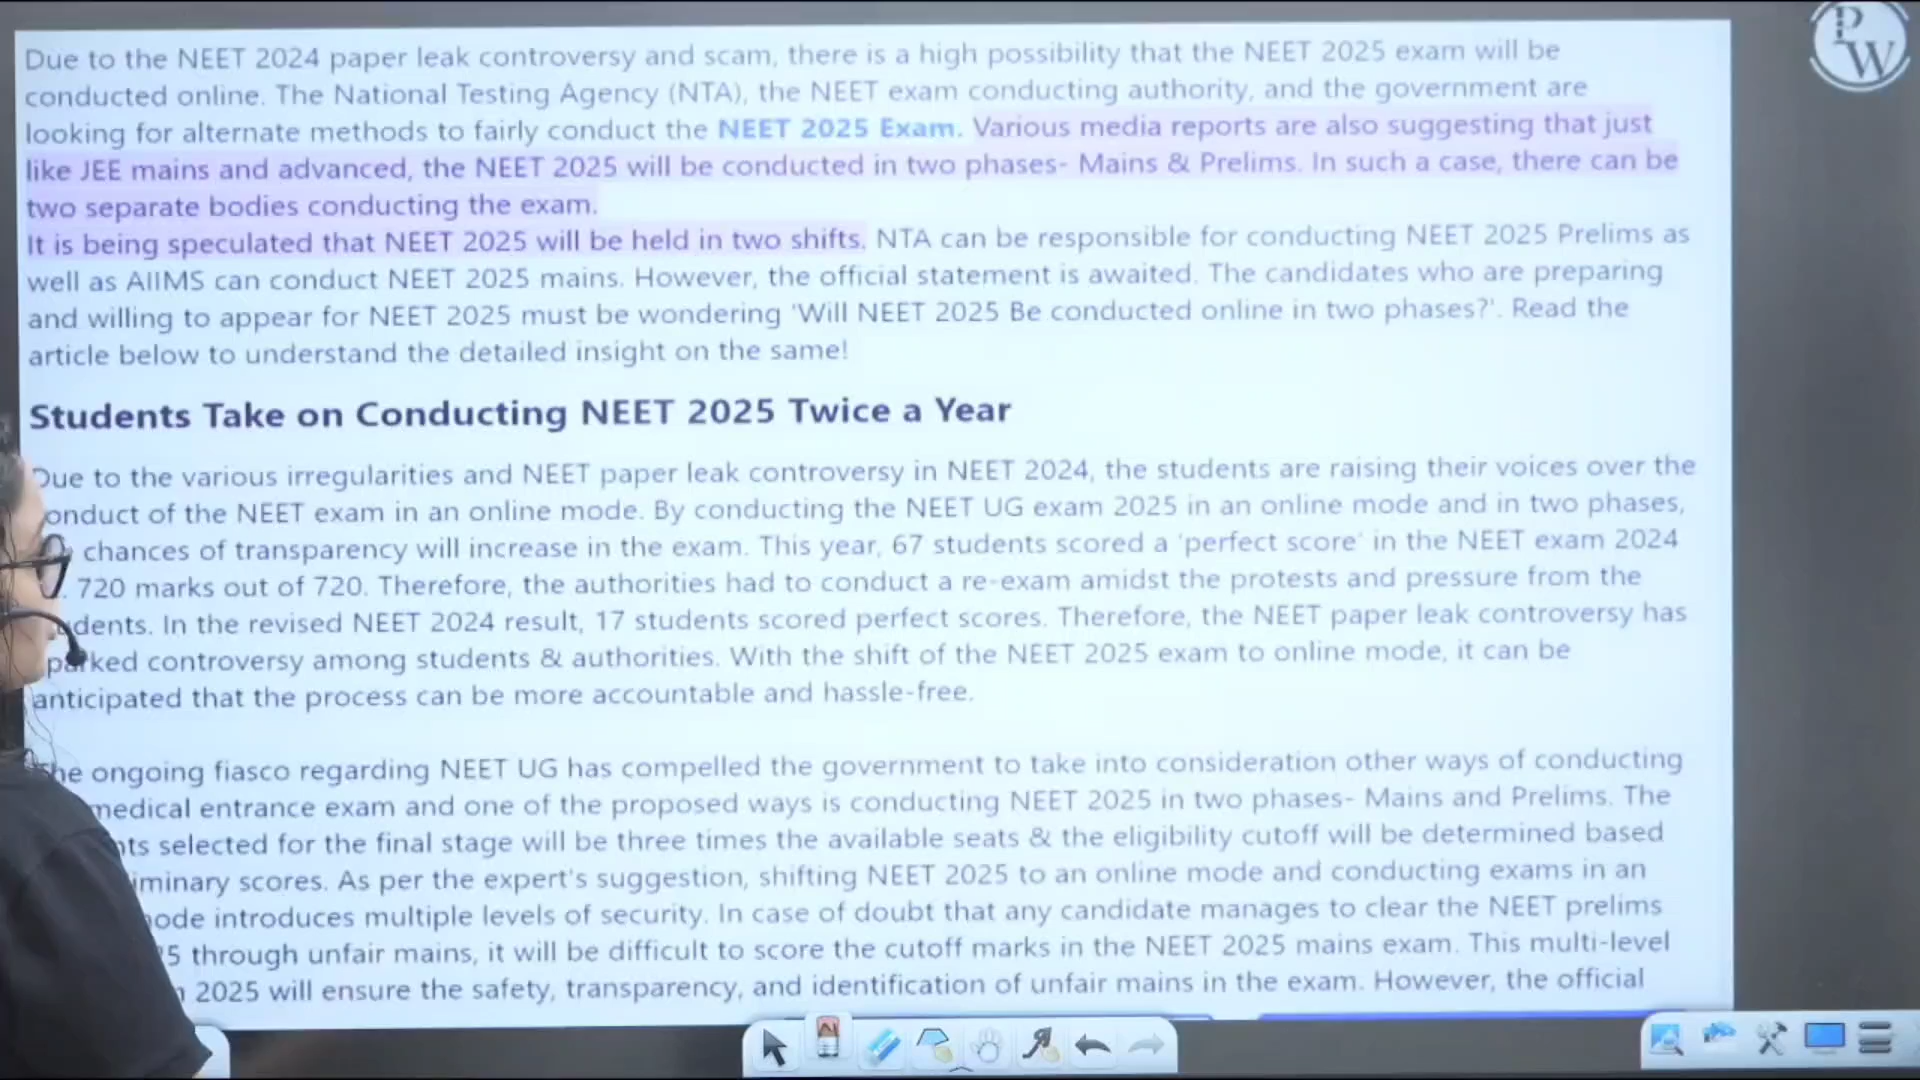 Due to the NEET 2024 paper leak controversy and scam, there is a high possibility that the NEET 2025 exam will be
conducted online. The National Testing Agency (NTA), the NEET exam conducting authority, and the government are
looking for alternate methods to fairly conduct the NEET 2025 Exam. Various media reports are also suggesting that just
like JEE mains and advanced, the NEET 2025 will be conducted in two phases- Mains & Prelims. In such a case, there can be
two separate bodies conducting the exam.
It is being speculated that NEET 2025 will be held in two shifts. NTA can be responsible for conducting NEET 2025 Prelims as
well as AIIMS can conduct NEET 2025 mains. However, the official statement is awaited. The candidates who are preparing
and willing to appear for NEET 2025 must be wondering 'Will NEET 2025 Be conducted online in two phases?'. Read the
article below to understand the detailed insight on the same!
Students Take on Conducting NEET 2025 Twice a Year
Due to the various irregularities and NEET paper leak controversy in NEET 2024, the students are raising their voices over the
onduct of the NEET exam in an online mode. By conducting the NEET UG exam 2025 in an online mode and in two phases,
chances of transparency will increase in the exam. This year, 67 students scored a 'perfect score' in the NEET exam 2024
. 720 marks out of 720. Therefore, the authorities had to conduct a re-exam amidst the protests and pressure from the
udents. In the revised NEET 2024 result, 17 students scored perfect scores. Therefore, the NEET paper leak controversy has
parked controversy among students & authorities. With the shift of the NEET 2025 exam to online mode, it can be
anticipated that the process can be more accountable and hassle-free.
he ongoing fiasco regarding NEET UG has compelled the government to take into consideration other ways of conducting
medical entrance exam and one of the proposed ways is conducting NEET 2025 in two phases- Mains and Prelims. The
nts selected for the final stage will be three times the available seats & the eligibility cutoff will be determined based
iminary scores. As per the expert's suggestion, shifting NEET 2025 to an online mode and conducting exams in an
ode introduces multiple levels of security. In case of doubt that any candidate manages to clear the NEET prelims
5 through unfair mains, it will be difficult to score the cutoff marks in the NEET 2025 mains exam. This multi-level
2025 will ensure the safety, transparency, and identification of unfair mains in the exam. However, the official
PW